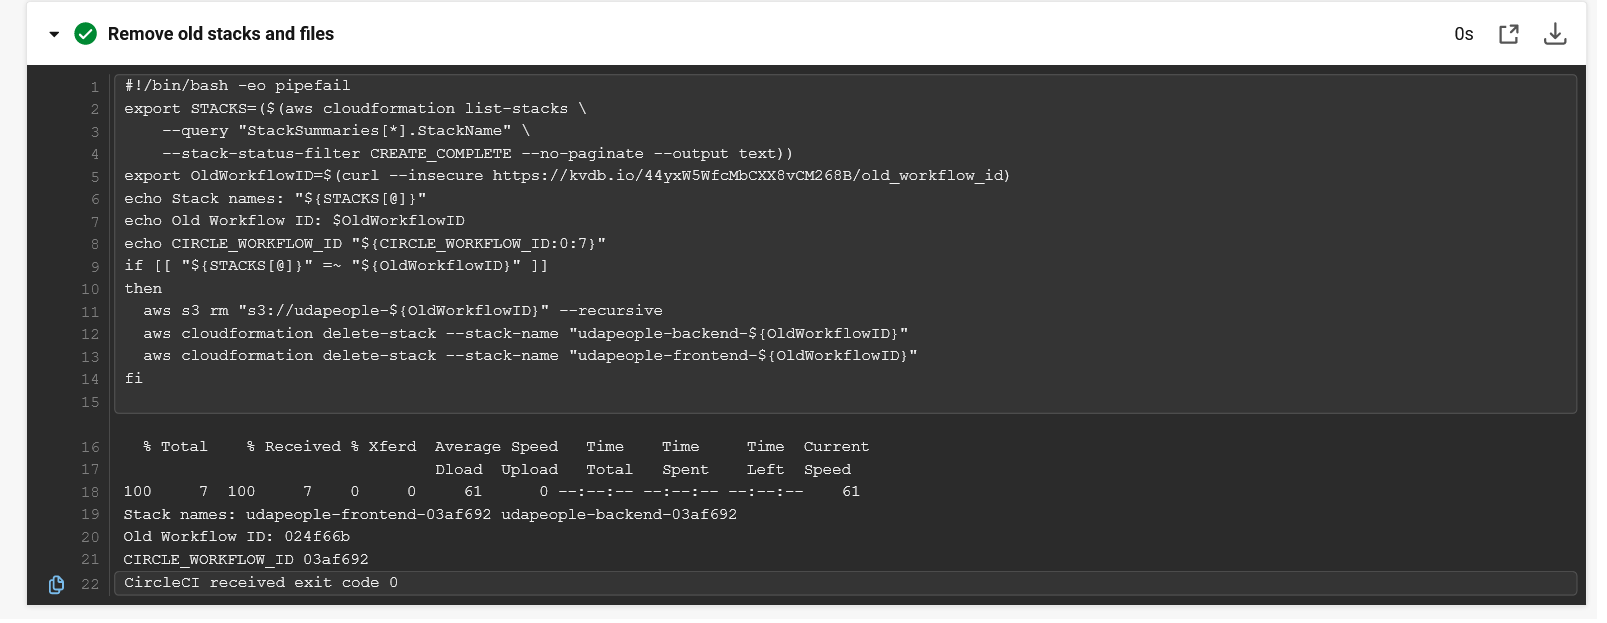 Remove old stacks and files
0s
1 #!/bin/bash -eo pipefail
2 export STACKS=($(aws cloudformation list-stacks \
3     --query "StackSummaries[*].StackName" \
4     --stack-status-filter CREATE_COMPLETE --no-paginate --output text))
5 export OldWorkflowID=$(curl --insecure https://kvdb.io/44yxW5WfcMbCXX8vCM268B/old_workflow_id)
6 echo Stack names: "${STACKS[@]}"
7 echo Old Workflow ID: $OldWorkflowID
8 echo CIRCLE_WORKFLOW_ID "${CIRCLE_WORKFLOW_ID:0:7}"
9 if [[ "${STACKS[@]}" =~ "${OldWorkflowID}" ]]
10 then
11   aws s3 rm "s3://udapeople-${OldWorkflowID}" --recursive
12   aws cloudformation delete-stack --stack-name "udapeople-backend-${OldWorkflowID}"
13   aws cloudformation delete-stack --stack-name "udapeople-frontend-${OldWorkflowID}"
14 fi
15
16   % Total    % Received % Xferd  Average Speed   Time    Time     Time  Current
17                                  Dload  Upload   Total   Spent    Left  Speed
18 100     7  100     7    0     0     61      0 --:--:-- --:--:-- --:--:--    61
19 Stack names: udapeople-frontend-03af692 udapeople-backend-03af692
20 Old Workflow ID: 024f66b
21 CIRCLE_WORKFLOW_ID 03af692
22 CircleCI received exit code 0